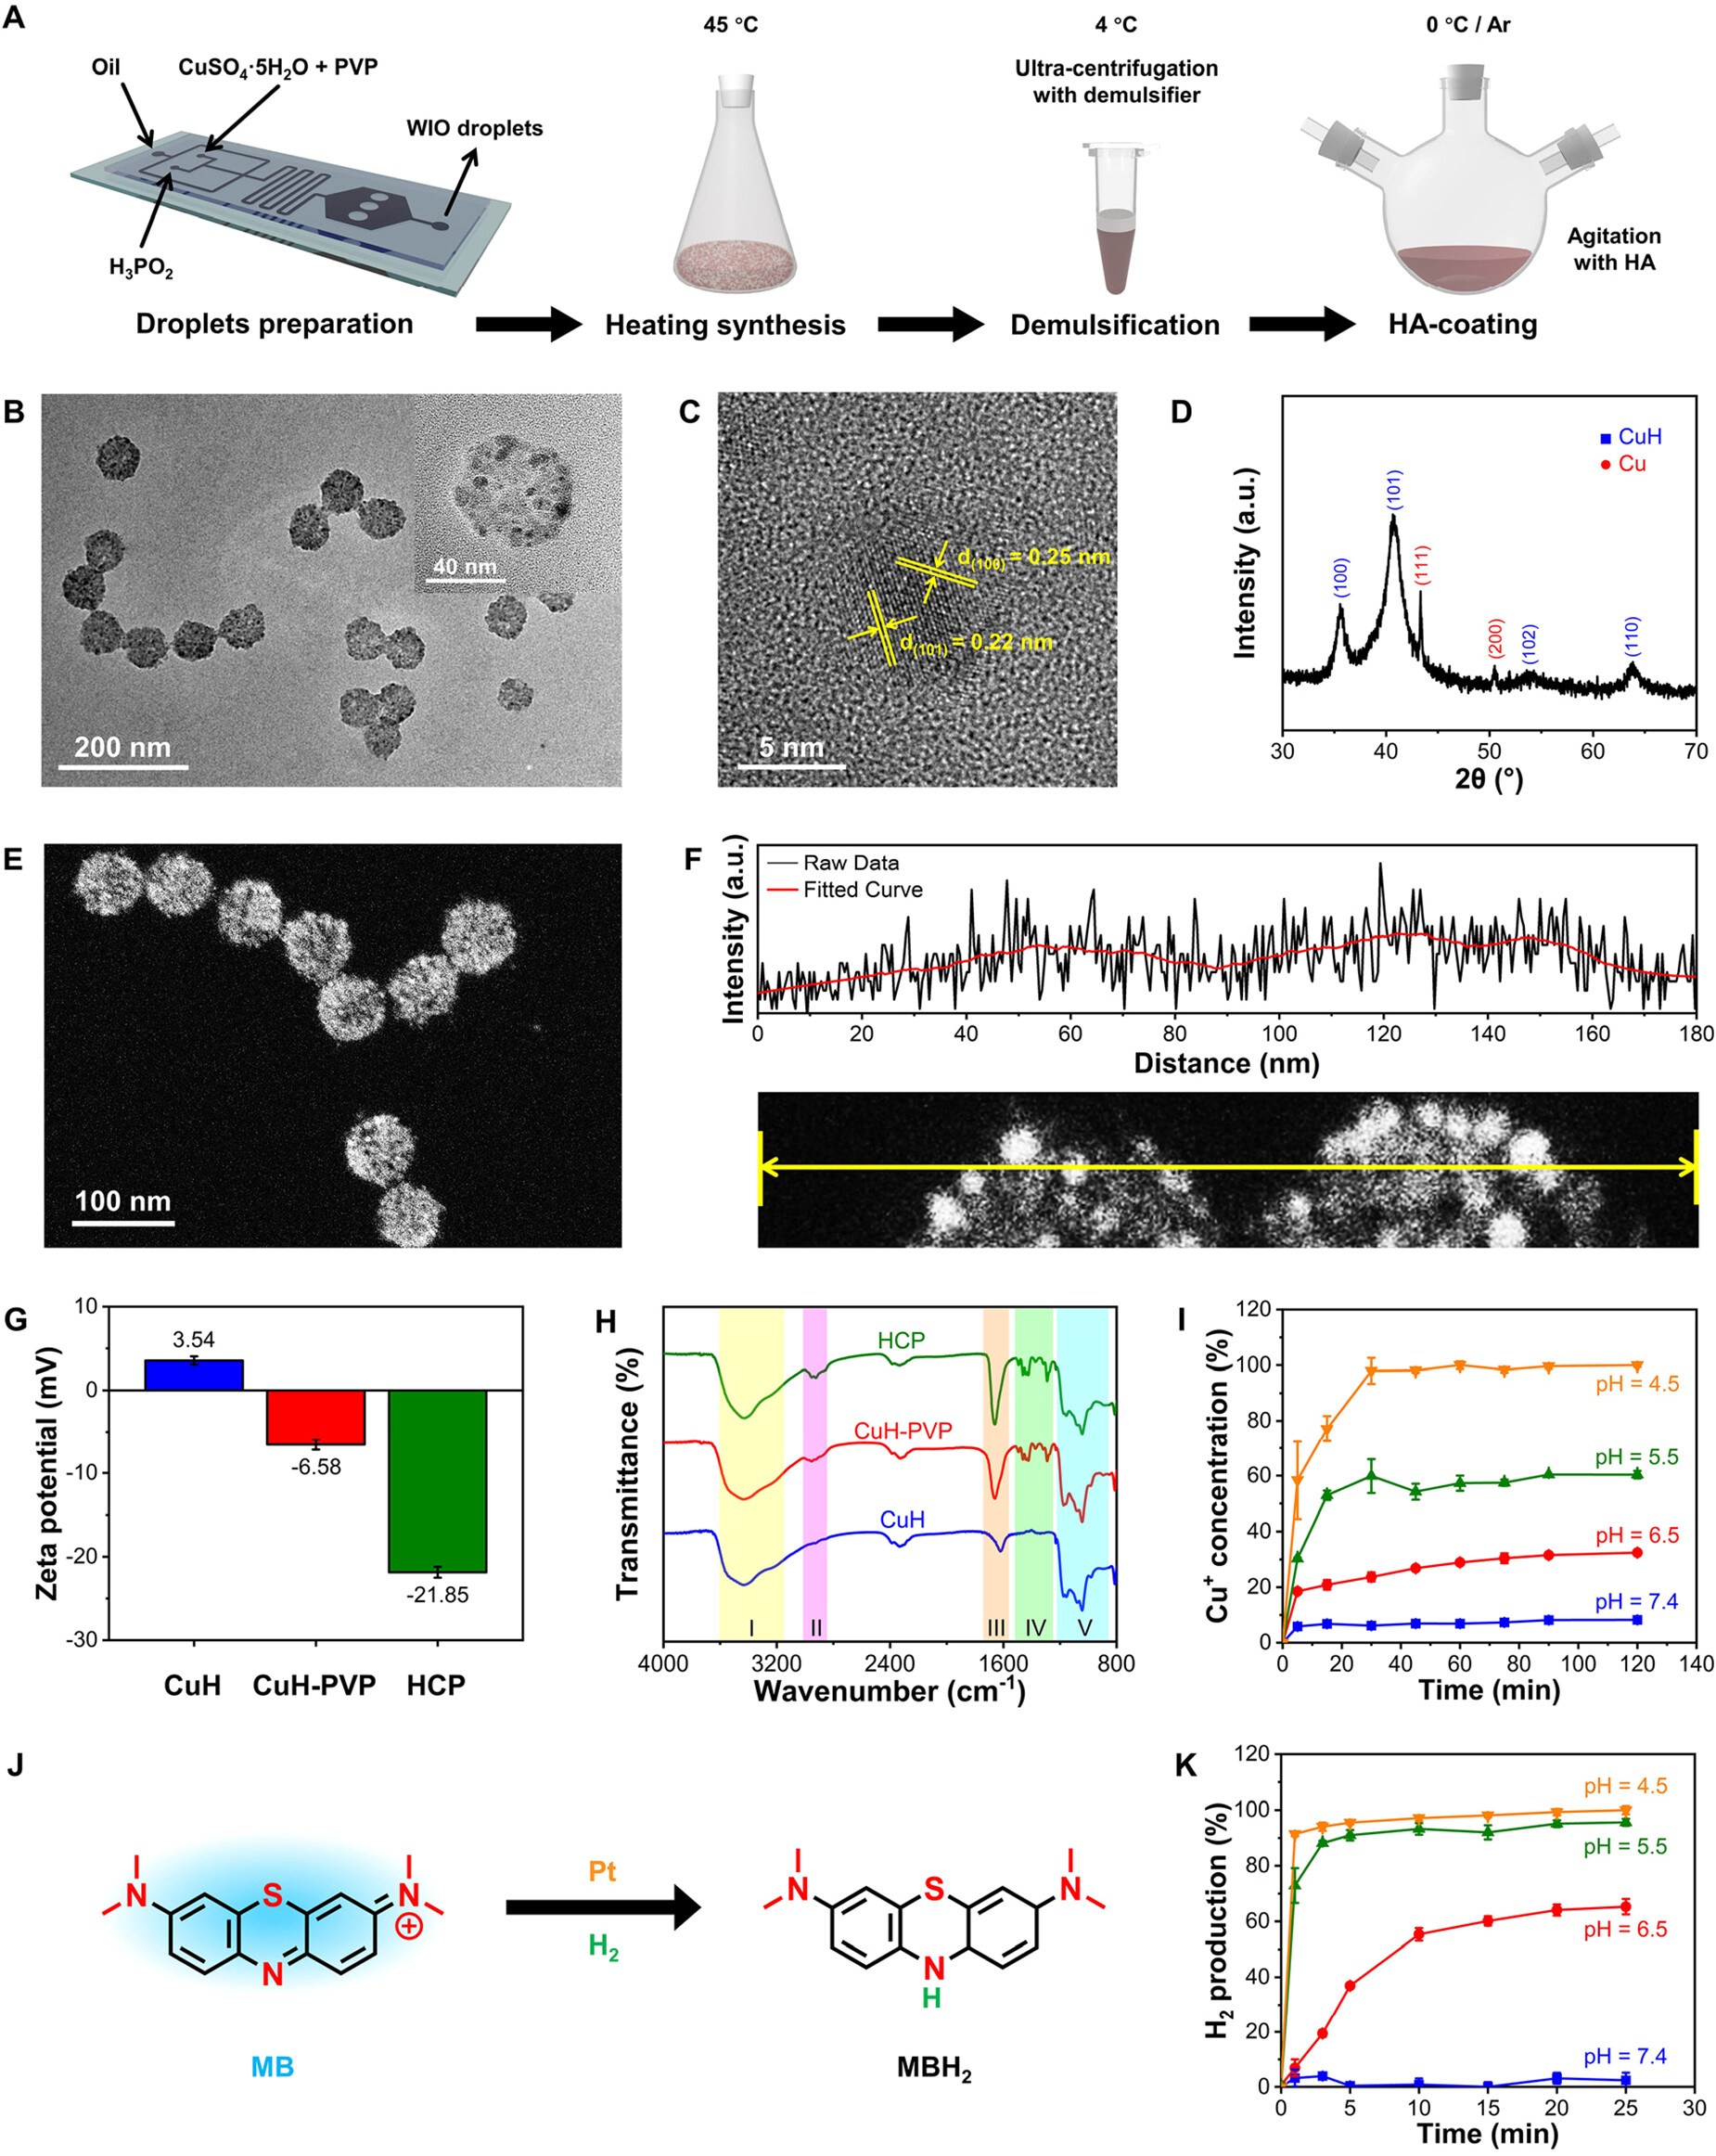 A
45 °C
4 °C
0 °C / Ar
Oil
CuSO₄·5H₂O + PVP
WIO droplets
H₃PO₂
Ultra-centrifugation
with demulsifier
Agitation
with HA
Droplets preparation
Heating synthesis
Demulsification
HA-coating
B
40 nm
200 nm
C
d(100) = 0.25 nm
d(101) = 0.22 nm
5 nm
D
CuH
Cu
(100)
(101)
(111)
(200)
(102)
(110)
Intensity (a.u.)
30 40 50 60 70
2θ (°)
E
100 nm
F
Raw Data
Fitted Curve
Intensity (a.u.)
0 20 40 60 80 100 120 140 160 180
Distance (nm)
G
Zeta potential (mV)
10
0
-10
-20
-30
3.54
-6.58
-21.85
CuH CuH-PVP HCP
H
Transmittance (%)
HCP
CuH-PVP
CuH
I II III IV V
4000 3200 2400 1600 800
Wavenumber (cm⁻¹)
I
Cu⁺ concentration (%)
120
100
80
60
40
20
0
pH = 4.5
pH = 5.5
pH = 6.5
pH = 7.4
0 20 40 60 80 100 120 140
Time (min)
J
N S N
⊕
N
MB
Pt
H₂
N S N
N
H
MBH₂
K
H₂ production (%)
120
100
80
60
40
20
0
pH = 4.5
pH = 5.5
pH = 6.5
pH = 7.4
0 5 10 15 20 25 30
Time (min)